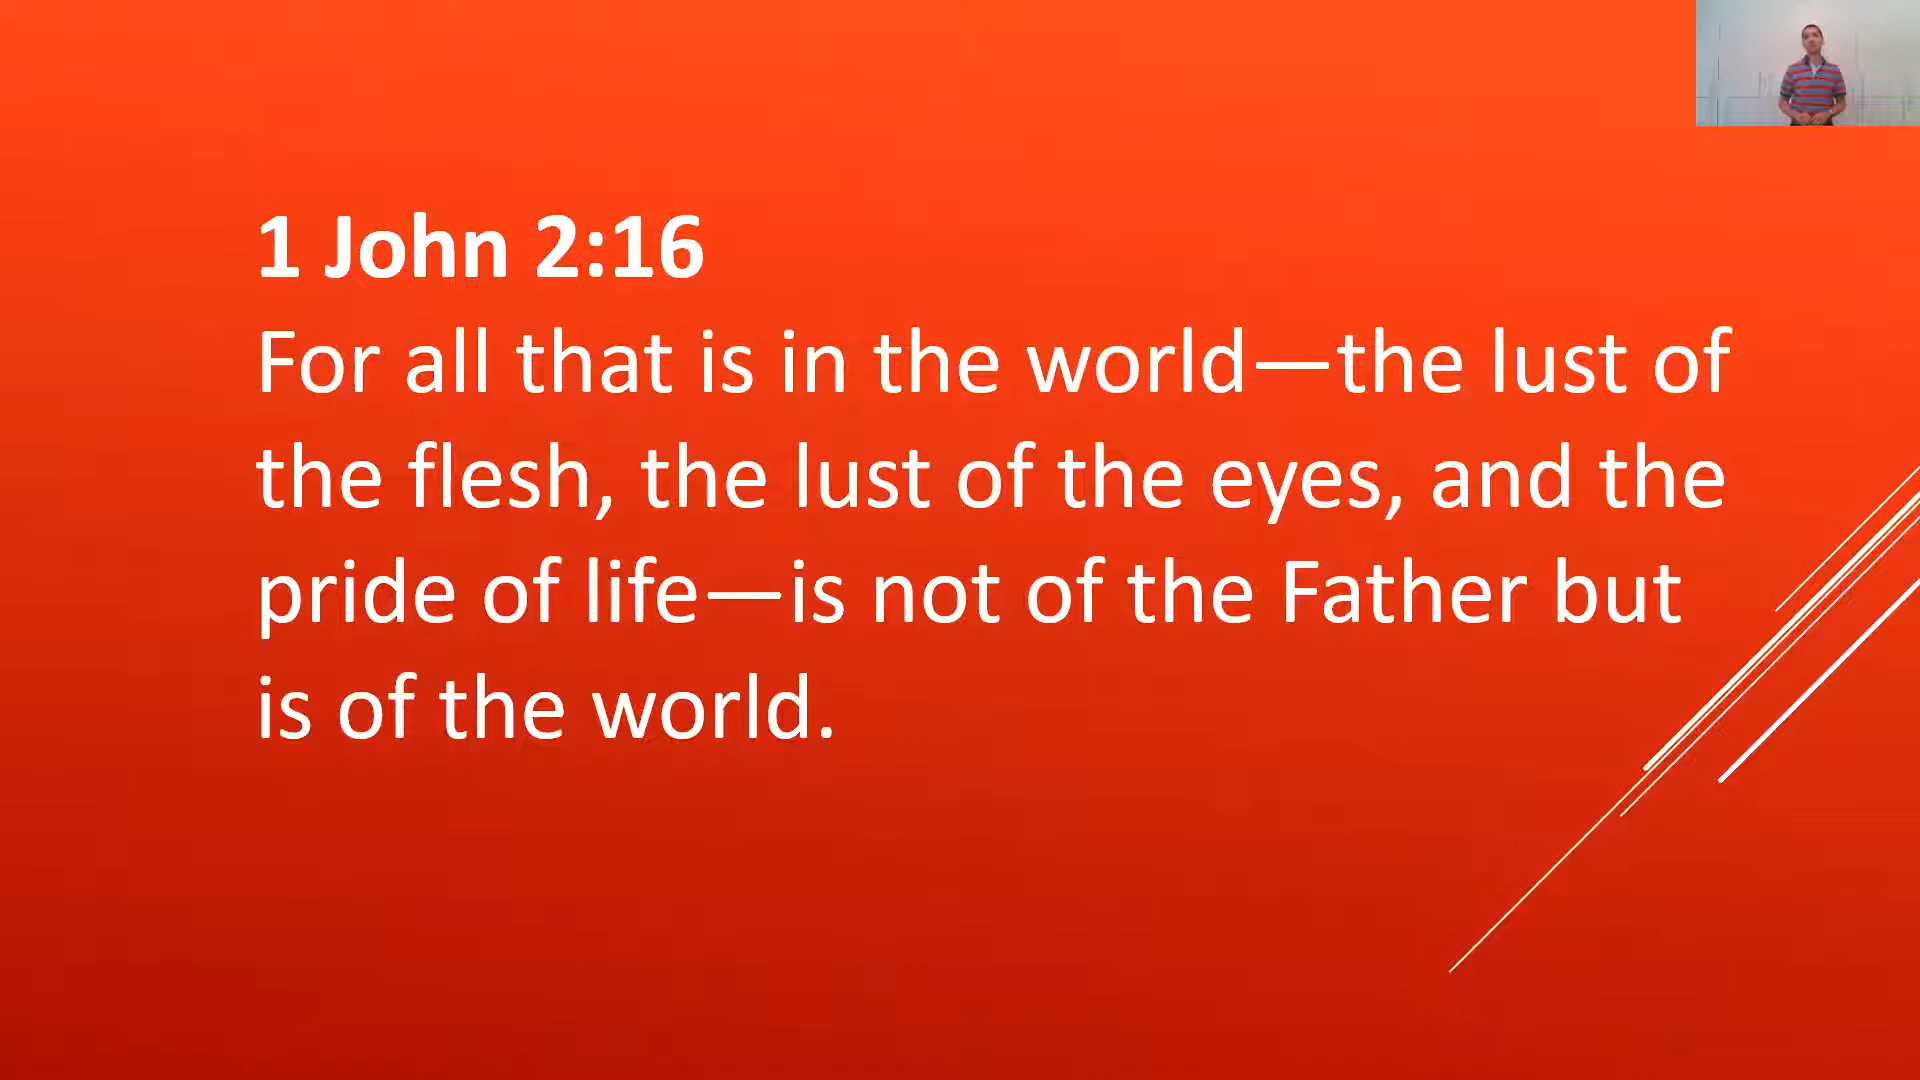 1 John 2:16
For all that is in the world—the lust of
the flesh, the lust of the eyes, and the
pride of life—is not of the Father but
is of the world.